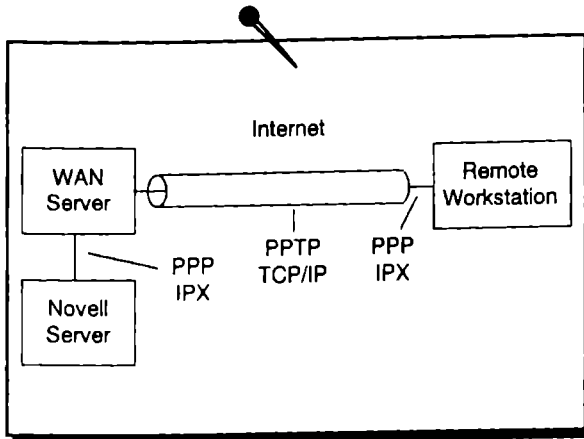 Internet
WAN
Server
Remote
Workstation
PPTP
TCP/IP
PPP
IPX
PPP
IPX
Novell
Server